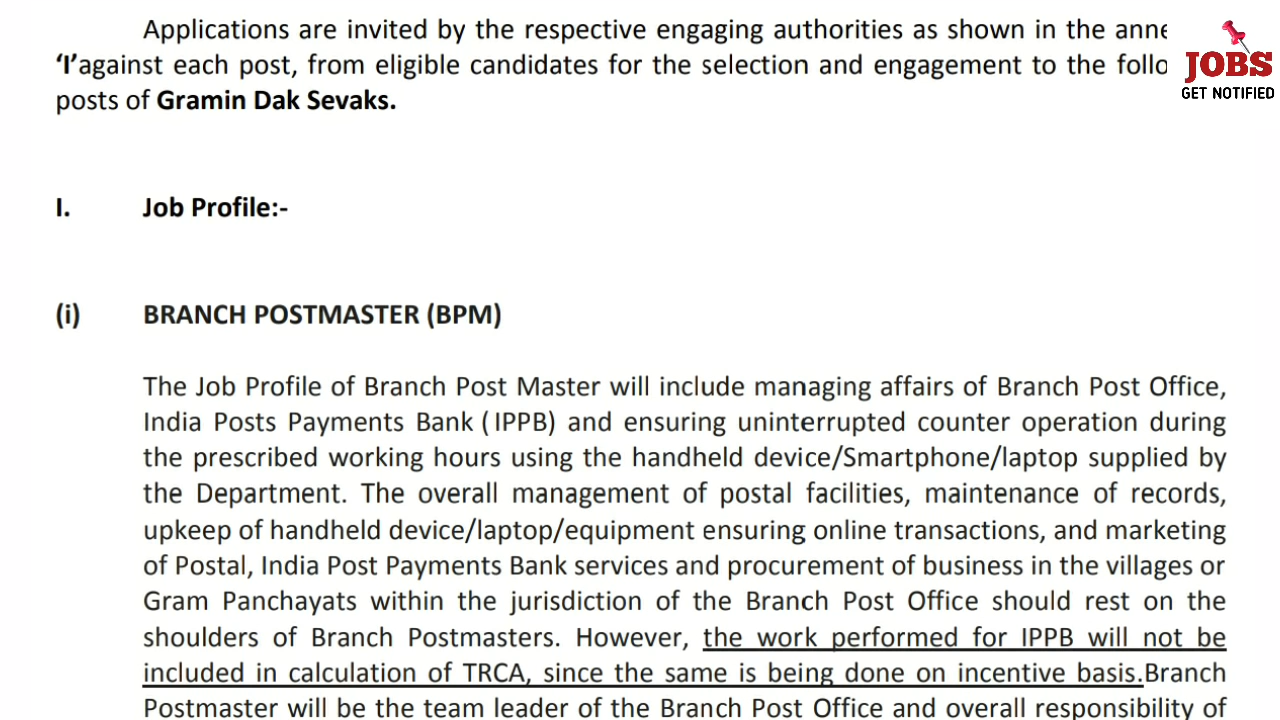 Applications are invited by the respective engaging authorities as shown in the anne
‘I’against each post, from eligible candidates for the selection and engagement to the follo
posts of Gramin Dak Sevaks.
JOBS
GET NOTIFIED
I. Job Profile:-
(i) BRANCH POSTMASTER (BPM)
The Job Profile of Branch Post Master will include managing affairs of Branch Post Office,
India Posts Payments Bank ( IPPB) and ensuring uninterrupted counter operation during
the prescribed working hours using the handheld device/Smartphone/laptop supplied by
the Department. The overall management of postal facilities, maintenance of records,
upkeep of handheld device/laptop/equipment ensuring online transactions, and marketing
of Postal, India Post Payments Bank services and procurement of business in the villages or
Gram Panchayats within the jurisdiction of the Branch Post Office should rest on the
shoulders of Branch Postmasters. However, the work performed for IPPB will not be
included in calculation of TRCA, since the same is being done on incentive basis.Branch
Postmaster will be the team leader of the Branch Post Office and overall responsibility of